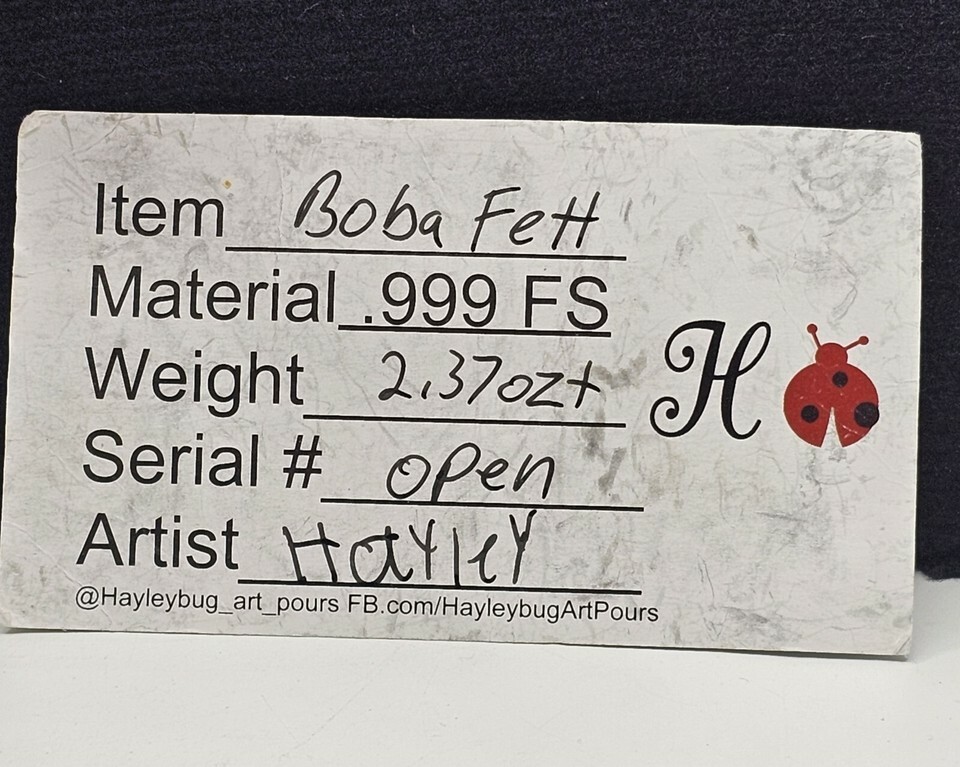 Item Boba Fett
Material .999 FS
Weight 2.37ozt
Serial # open
Artist HaYleY
@Hayleybug_art_pours FB.com/HayleybugArtPours
H